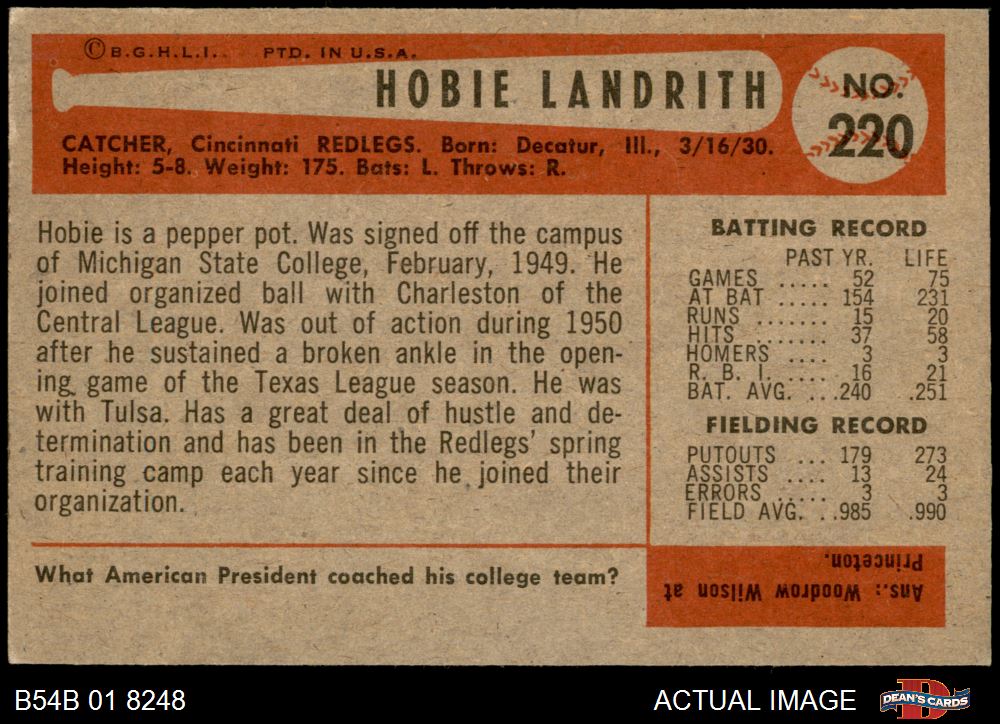 ©B.G.H.L.I. PTD. IN U.S.A.
HOBIE LANDRITH
NO.
220
CATCHER, Cincinnati REDLEGS. Born: Decatur, Ill., 3/16/30.
Height: 5-8. Weight: 175. Bats: L. Throws: R.
Hobie is a pepper pot. Was signed off the campus
of Michigan State College, February, 1949. He
joined organized ball with Charleston of the
Central League. Was out of action during 1950
after he sustained a broken ankle in the open-
ing game of the Texas League season. He was
with Tulsa. Has a great deal of hustle and de-
termination and has been in the Redlegs' spring
training camp each year since he joined their
organization.
BATTING RECORD
PAST YR. LIFE
GAMES ..... 52 75
AT BAT ..... 154 231
RUNS ....... 15 20
HITS ....... 37 58
HOMERS .... 3 3
R. B. I. ..... 16 21
BAT. AVG. ...240 .251
FIELDING RECORD
PUTOUTS ... 179 273
ASSISTS .... 13 24
ERRORS ..... 3 3
FIELD AVG. ..985 .990
What American President coached his college team?
Ans.: Woodrow Wilson at
Princeton.
B54B 01 8248
ACTUAL IMAGE
DEAN'S CARDS